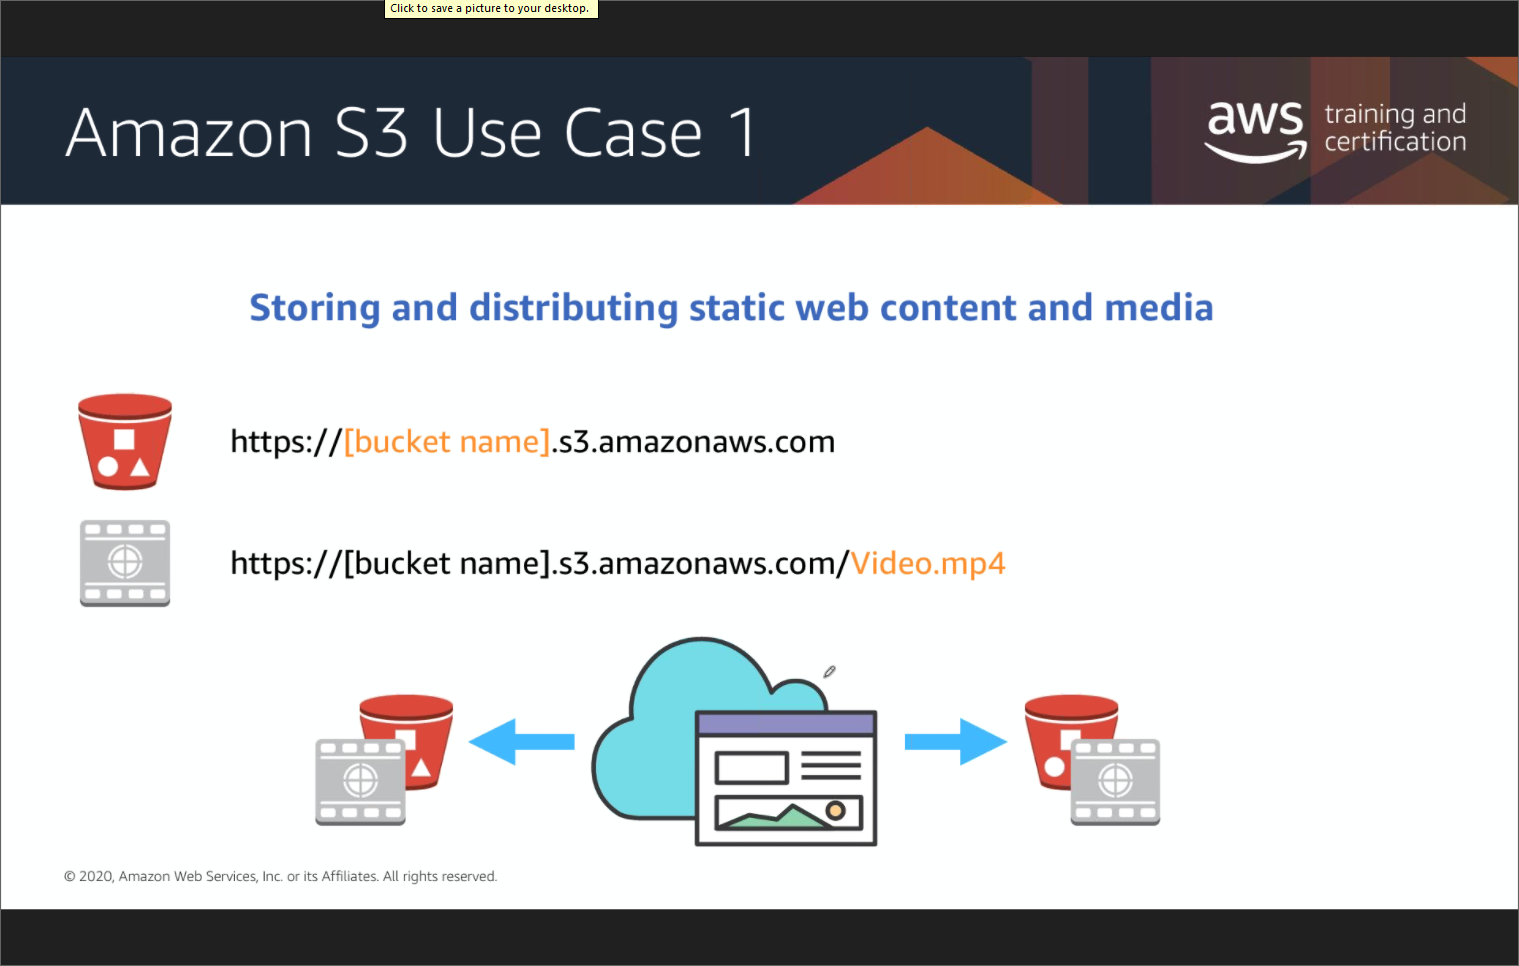 Click to save a picture to your desktop.
Amazon S3 Use Case 1
aws training and
certification
Storing and distributing static web content and media
https://[bucket name].s3.amazonaws.com
https://[bucket name].s3.amazonaws.com/Video.mp4
© 2020, Amazon Web Services, Inc. or its Affiliates. All rights reserved.